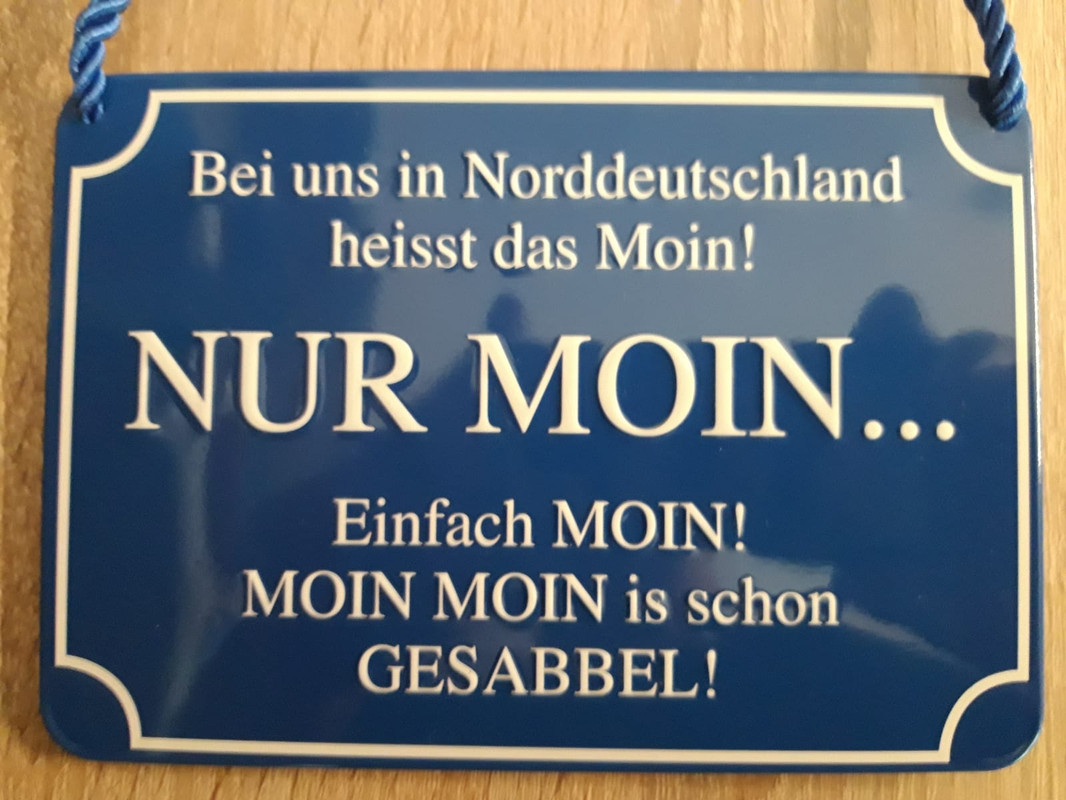 Bei uns in Norddeutschland
heisst das Moin!
NUR MOIN...
Einfach MOIN!
MOIN MOIN is schon
GESABBEL!